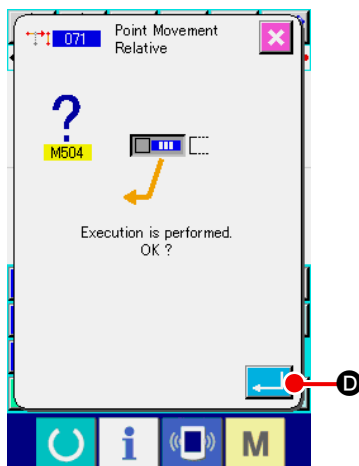 071 Point Movement
Relative
?
M504
Execution is performed.
OK ?
D
i M